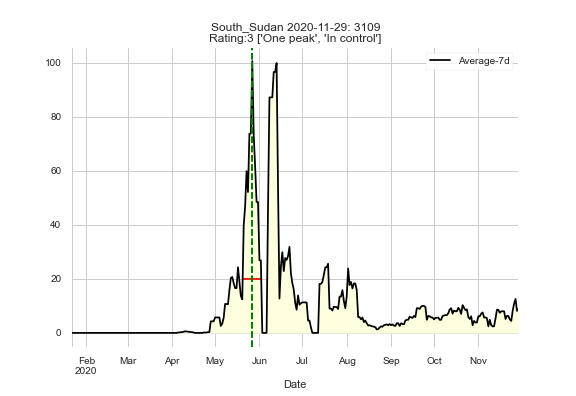 South_Sudan 2020-11-29: 3109
Rating:3 ['One peak', 'In control']
Average-7d
100
80
60
40
20
0
Feb Mar Apr May Jun Jul Aug Sep Oct Nov
2020
Date